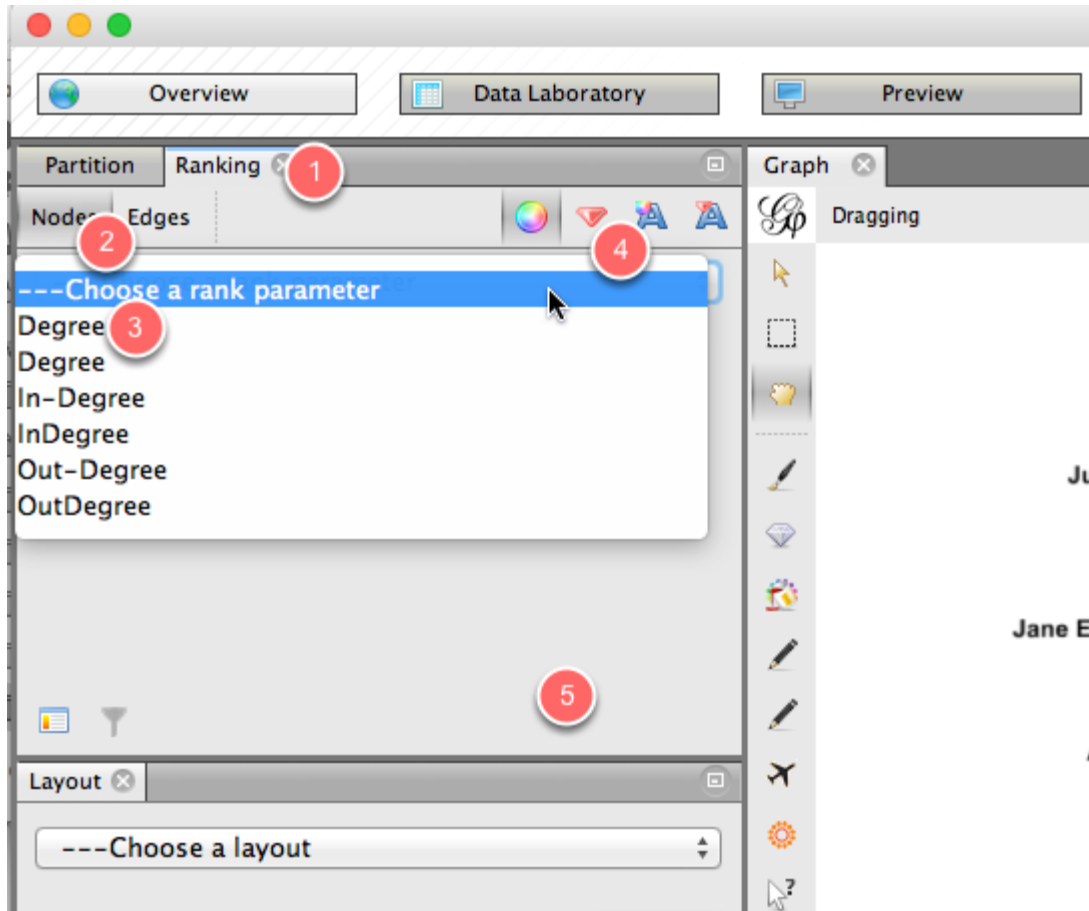 Overview
Data Laboratory
Preview
Partition
Ranking
1
Graph
Nodes
Edges
2
4
Dragging
---Choose a rank parameter
Degree
3
Degree
In-Degree
InDegree
Out-Degree
OutDegree
Ju
Jane E
5
Layout
---Choose a layout
?